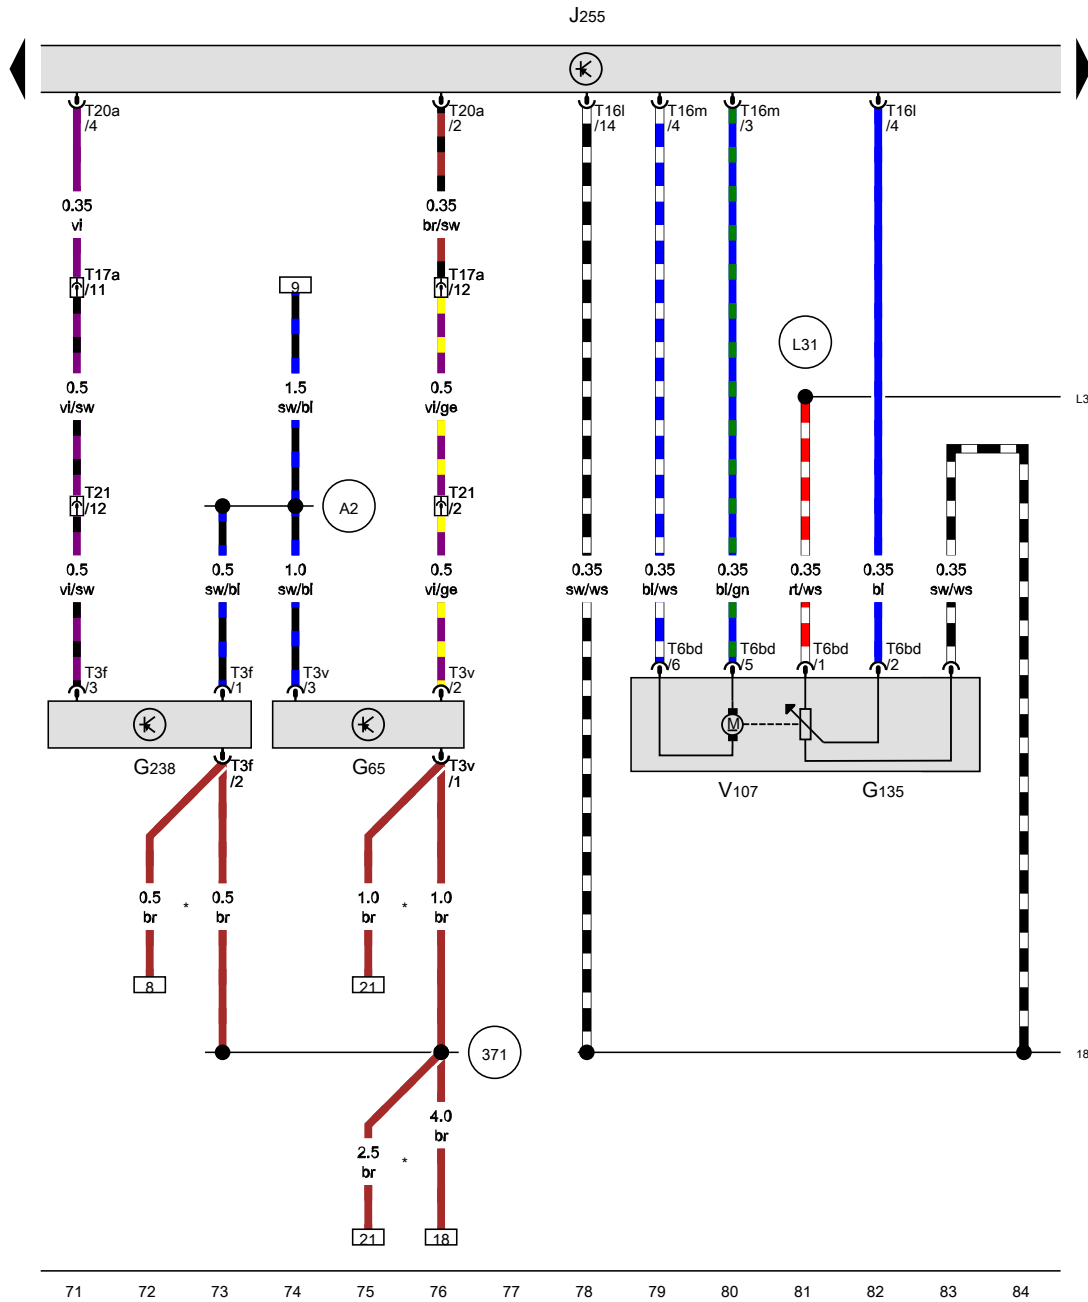 J255
T20a
/4
T20a
/2
T16l
/14
T16m
/4
T16m
/3
T16l
/4
0.35
vi
0.35
br/sw
T17a
/11
9
T17a
/12
L31
0.5
vi/sw
1.5
sw/bl
0.5
vi/ge
L3
T21
/12
A2
T21
/2
0.5
vi/sw
0.5
sw/bl
1.0
sw/bl
0.5
vi/ge
0.35
sw/ws
0.35
bl/ws
0.35
bl/gn
0.35
rt/ws
0.35
bl
0.35
sw/ws
T3f
/3
T3f
/1
T3v
/3
T3v
/2
T6bd
/6
T6bd
/5
T6bd
/1
T6bd
/2
M
G238
T3f
/2
G65
T3v
/1
V107
G135
0.5
br
*
0.5
br
1.0
br
*
1.0
br
8
21
371
18
4.0
br
2.5
br
*
21
18
71 72 73 74 75 76 77 78 79 80 81 82 83 84